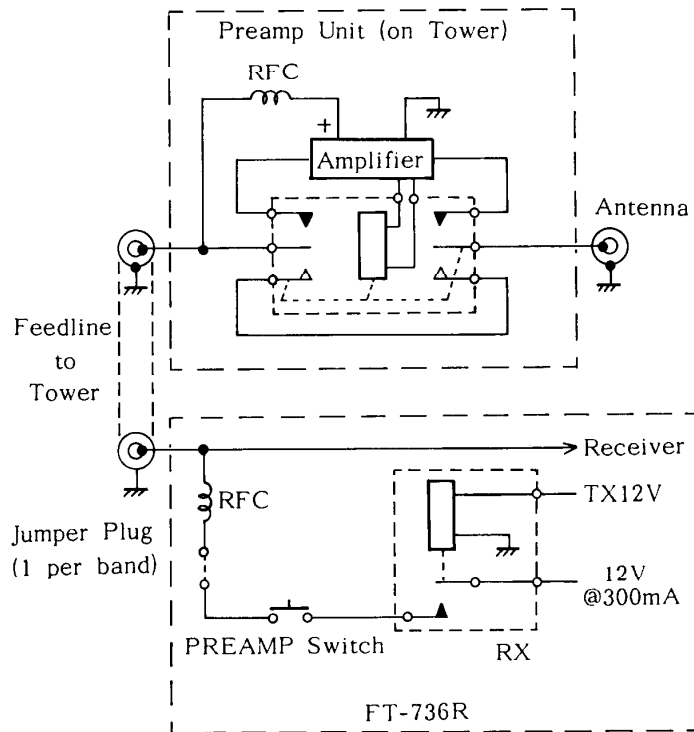 Preamp Unit (on Tower)
RFC
+
Amplifier
Antenna
Feedline
to
Tower
Receiver
RFC
TX12V
Jumper Plug
(1 per band)
12V
@300mA
PREAMP Switch
RX
FT-736R